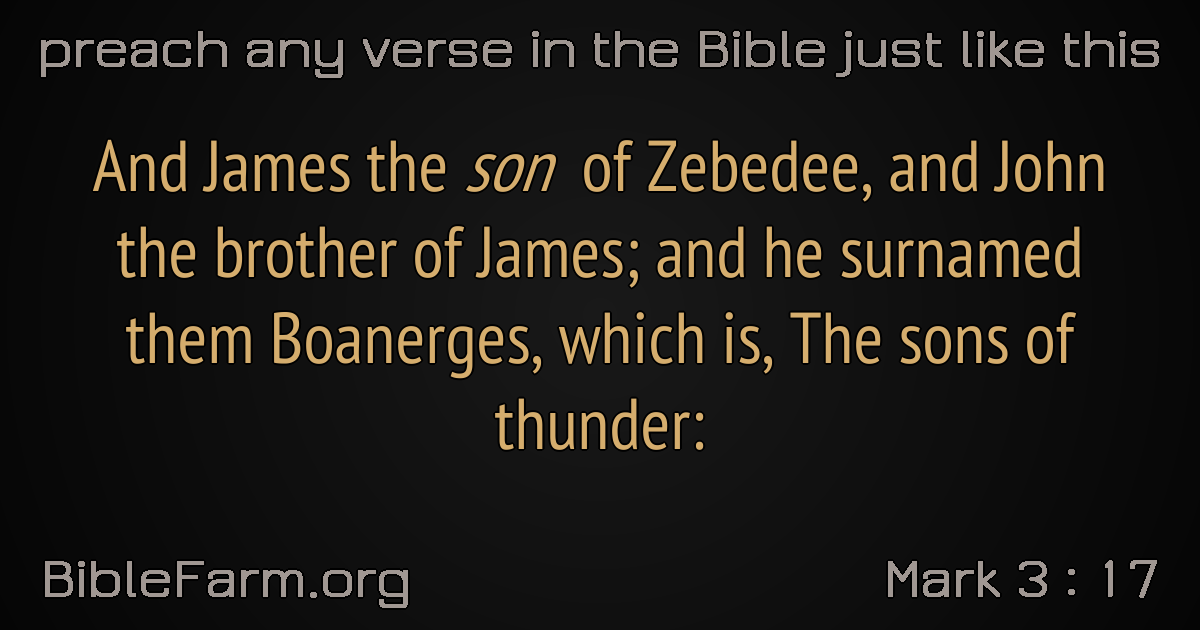 preach any verse in the Bible just like this
And James the son of Zebedee, and John
the brother of James; and he surnamed
them Boanerges, which is, The sons of
thunder:
BibleFarm.org
Mark 3 : 17